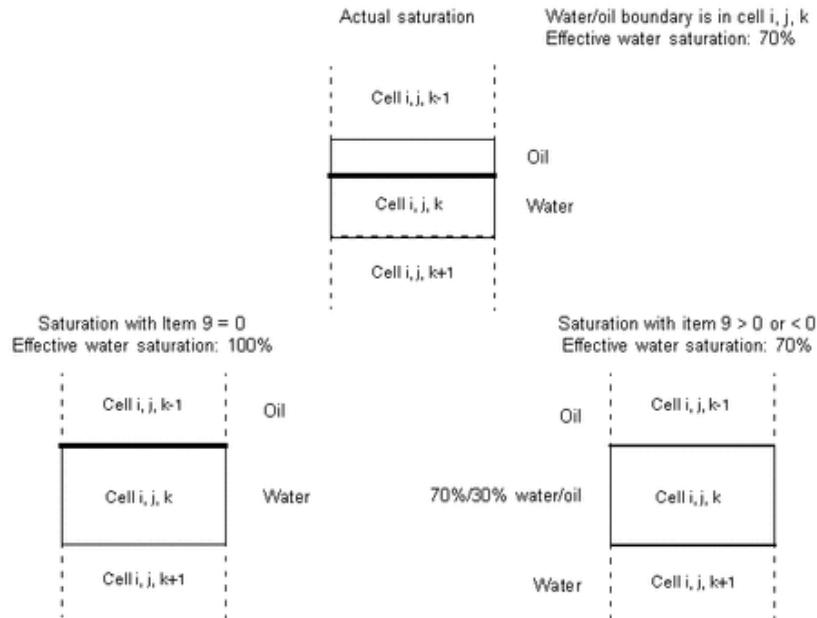 Actual saturation
Water/oil boundary is in cell i, j, k
Effective water saturation: 70%
Cell i, j, k-1
Oil
Cell i, j, k
Water
Cell i, j, k+1
Saturation with Item 9 = 0
Effective water saturation: 100%
Cell i, j, k-1
Oil
Cell i, j, k
Water
Cell i, j, k+1
Saturation with item 9 > 0 or < 0
Effective water saturation: 70%
Oil
Cell i, j, k-1
70%/30% water/oil
Cell i, j, k
Water
Cell i, j, k+1